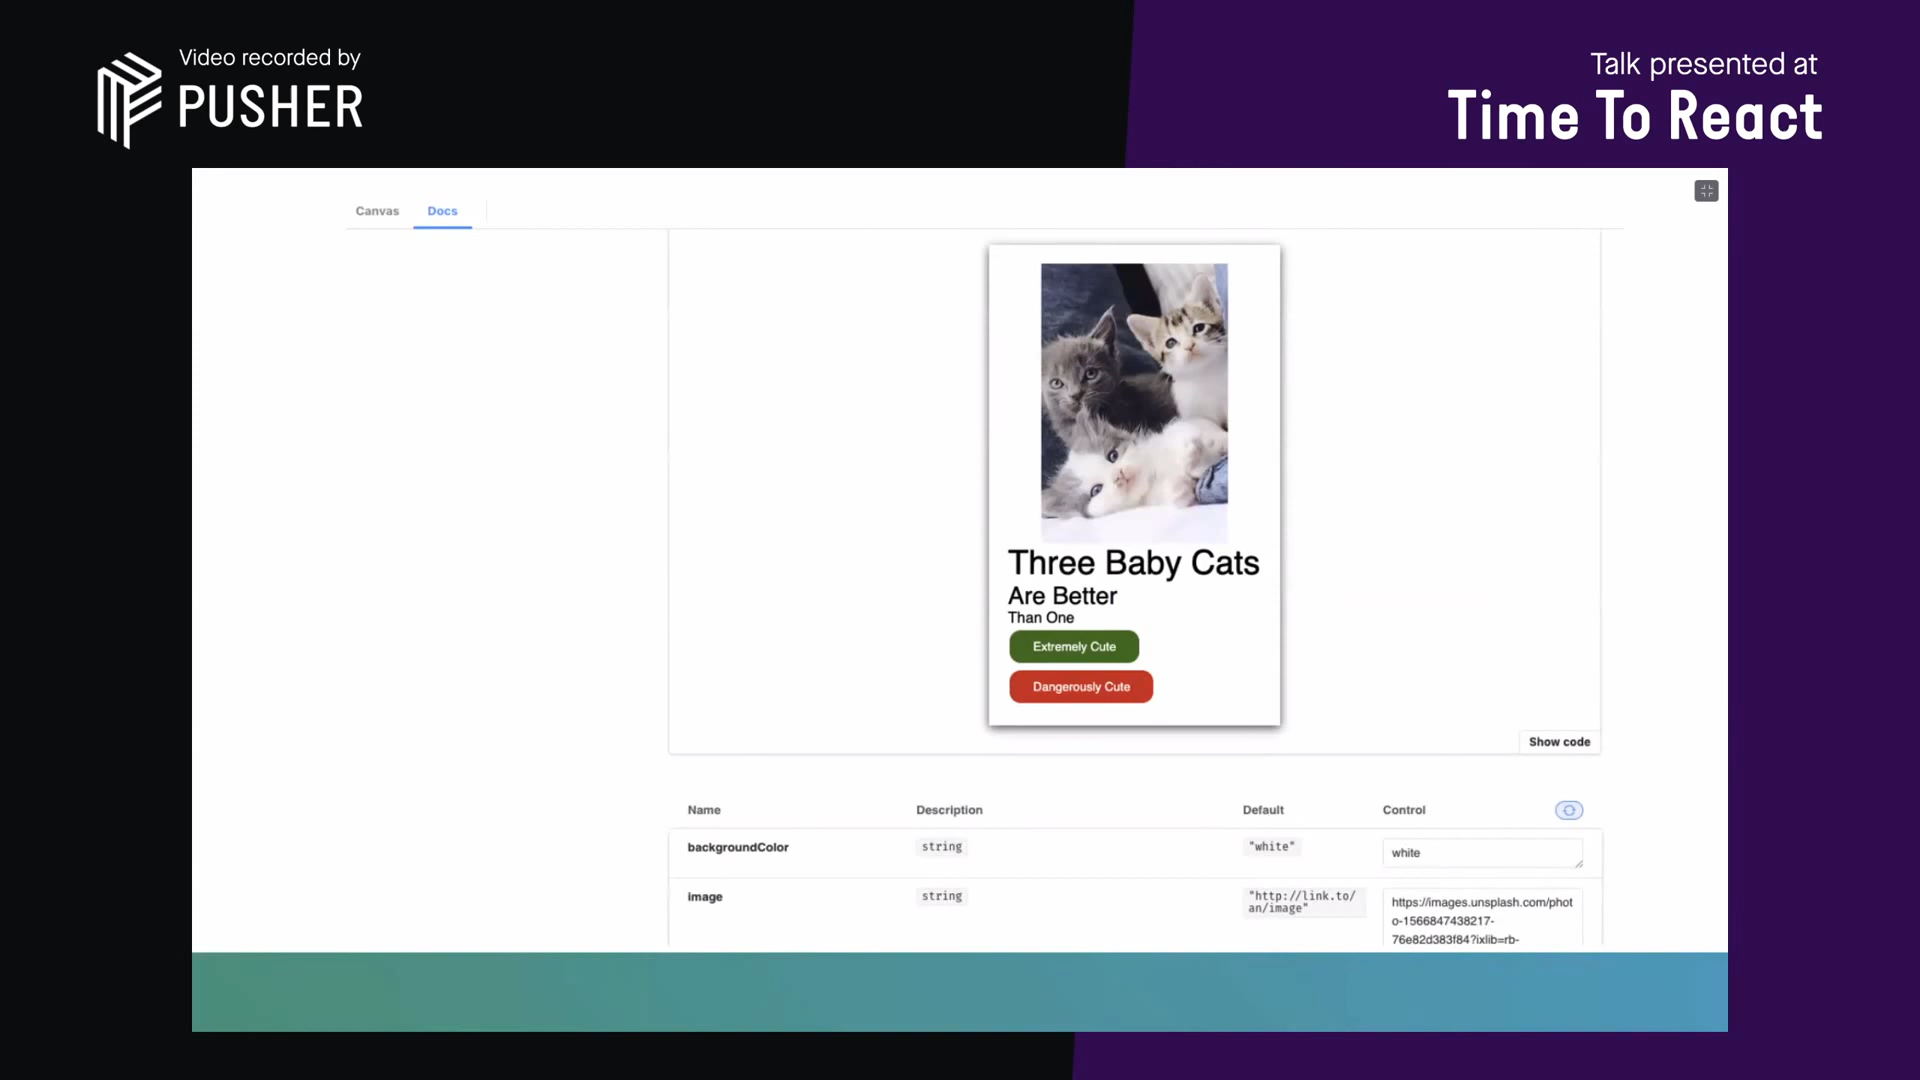 Video recorded by
PUSHER
Talk presented at
Time To React
Canvas Docs
Three Baby Cats
Are Better
Than One
Extremely Cute
Dangerously Cute
Show code
Name Description Default Control
backgroundColor string "white" white
image string "http://link.to/
an/image"
https://images.unsplash.com/phot
o-1566847438217-
76e82d383f84?ixlib=rb-